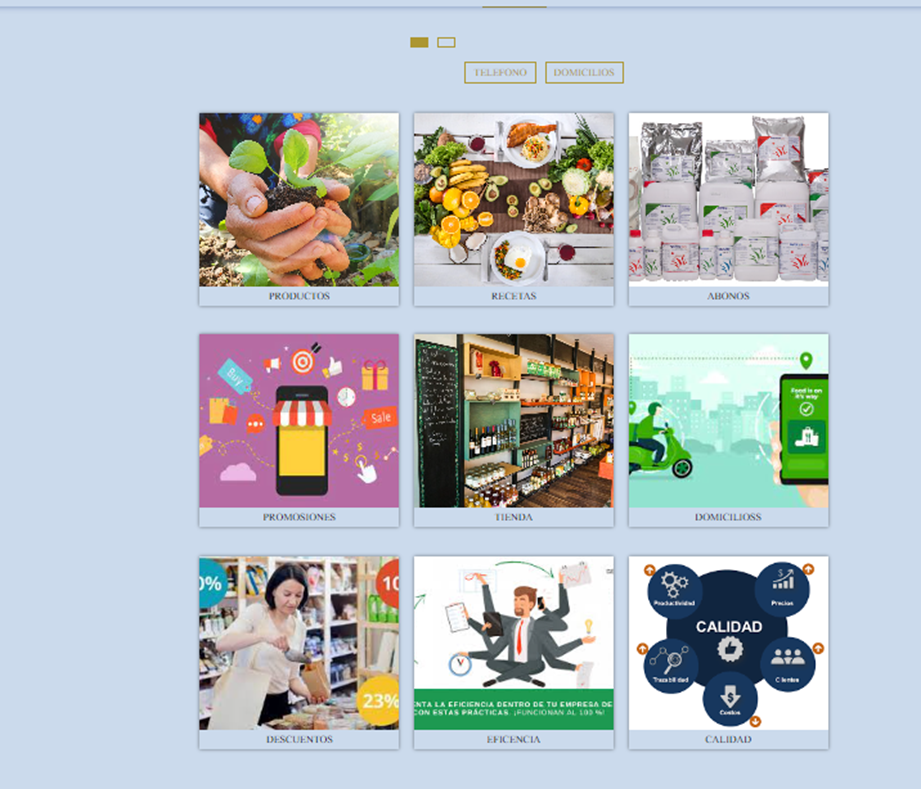 TELEFONO
DOMICILIOS
PRODUCTOS
RECETAS
ABONOS
Buy
Sale
PROMOSIONES
TIENDA
Food is on
it's way
DOMICILIOSS
0%
10
23%
DESCUENTOS
NTA LA EFICIENCIA DENTRO DE TU EMPRESA DE
CON ESTAS PRÁCTICAS. ¡FUNCIONAN AL 100 %!
EFICENCIA
Productividad
Precios
CALIDAD
Trazabilidad
Clientes
Costos
CALIDAD